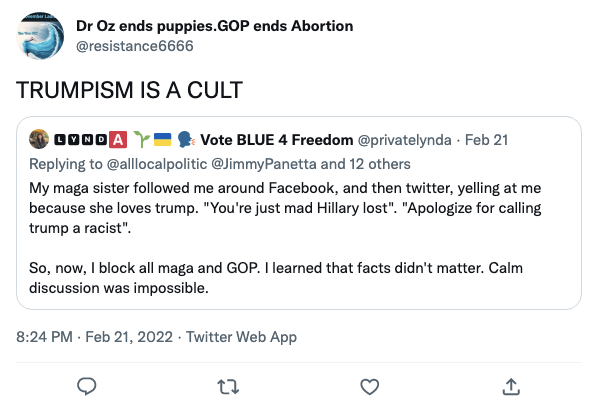 Dr Oz ends puppies.GOP ends Abortion
@resistance6666
TRUMPISM IS A CULT
🅻🆈🅽🅳🅰 🌱🇺🇦🗣 Vote BLUE 4 Freedom @privatelynda · Feb 21
Replying to @alllocalpolitic @JimmyPanetta and 12 others
My maga sister followed me around Facebook, and then twitter, yelling at me
because she loves trump. "You're just mad Hillary lost". "Apologize for calling
trump a racist".
So, now, I block all maga and GOP. I learned that facts didn't matter. Calm
discussion was impossible.
8:24 PM · Feb 21, 2022 · Twitter Web App